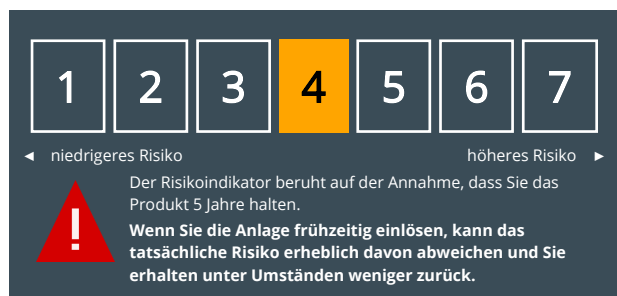 1 2 3 4 5 6 7
◄ niedrigeres Risiko höheres Risiko ►
Der Risikoindikator beruht auf der Annahme, dass Sie das
Produkt 5 Jahre halten.
! Wenn Sie die Anlage frühzeitig einlösen, kann das
tatsächliche Risiko erheblich davon abweichen und Sie
erhalten unter Umständen weniger zurück.